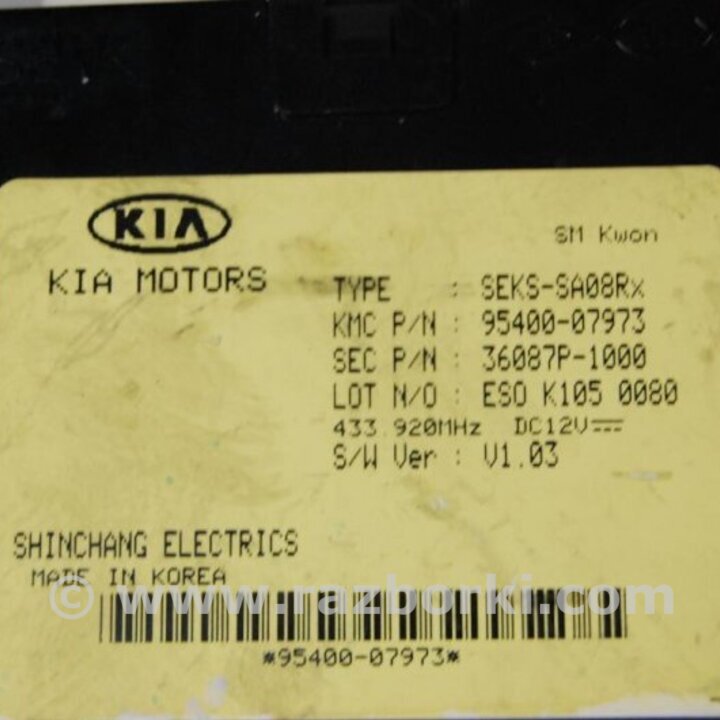 KIA
SM Kwon
KIA MOTORS
TYPE : SEKS-SA08Rx
KMC P/N : 95400-07973
SEC P/N : 36087P-1000
LOT N/O : ESO K105 0080
433.920MHz DC12V
S/W Ver : V1.03
SHINCHANG ELECTRICS
MADE IN KOREA
© www.razborki.com
*95400-07973*